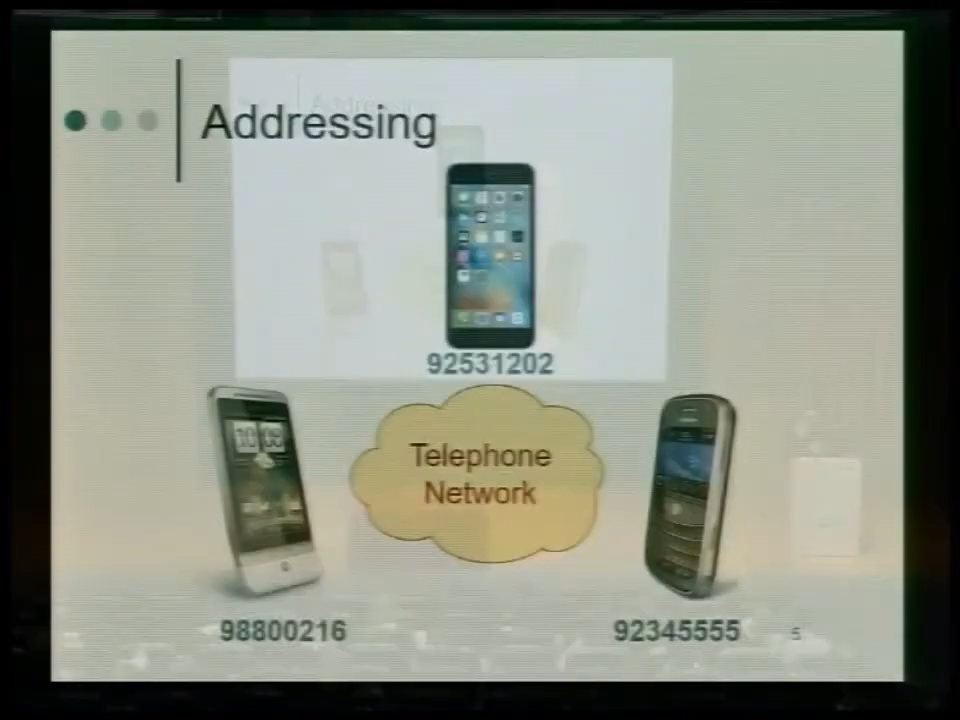 Addressing
92531202
Telephone
Network
98800216
92345555
5